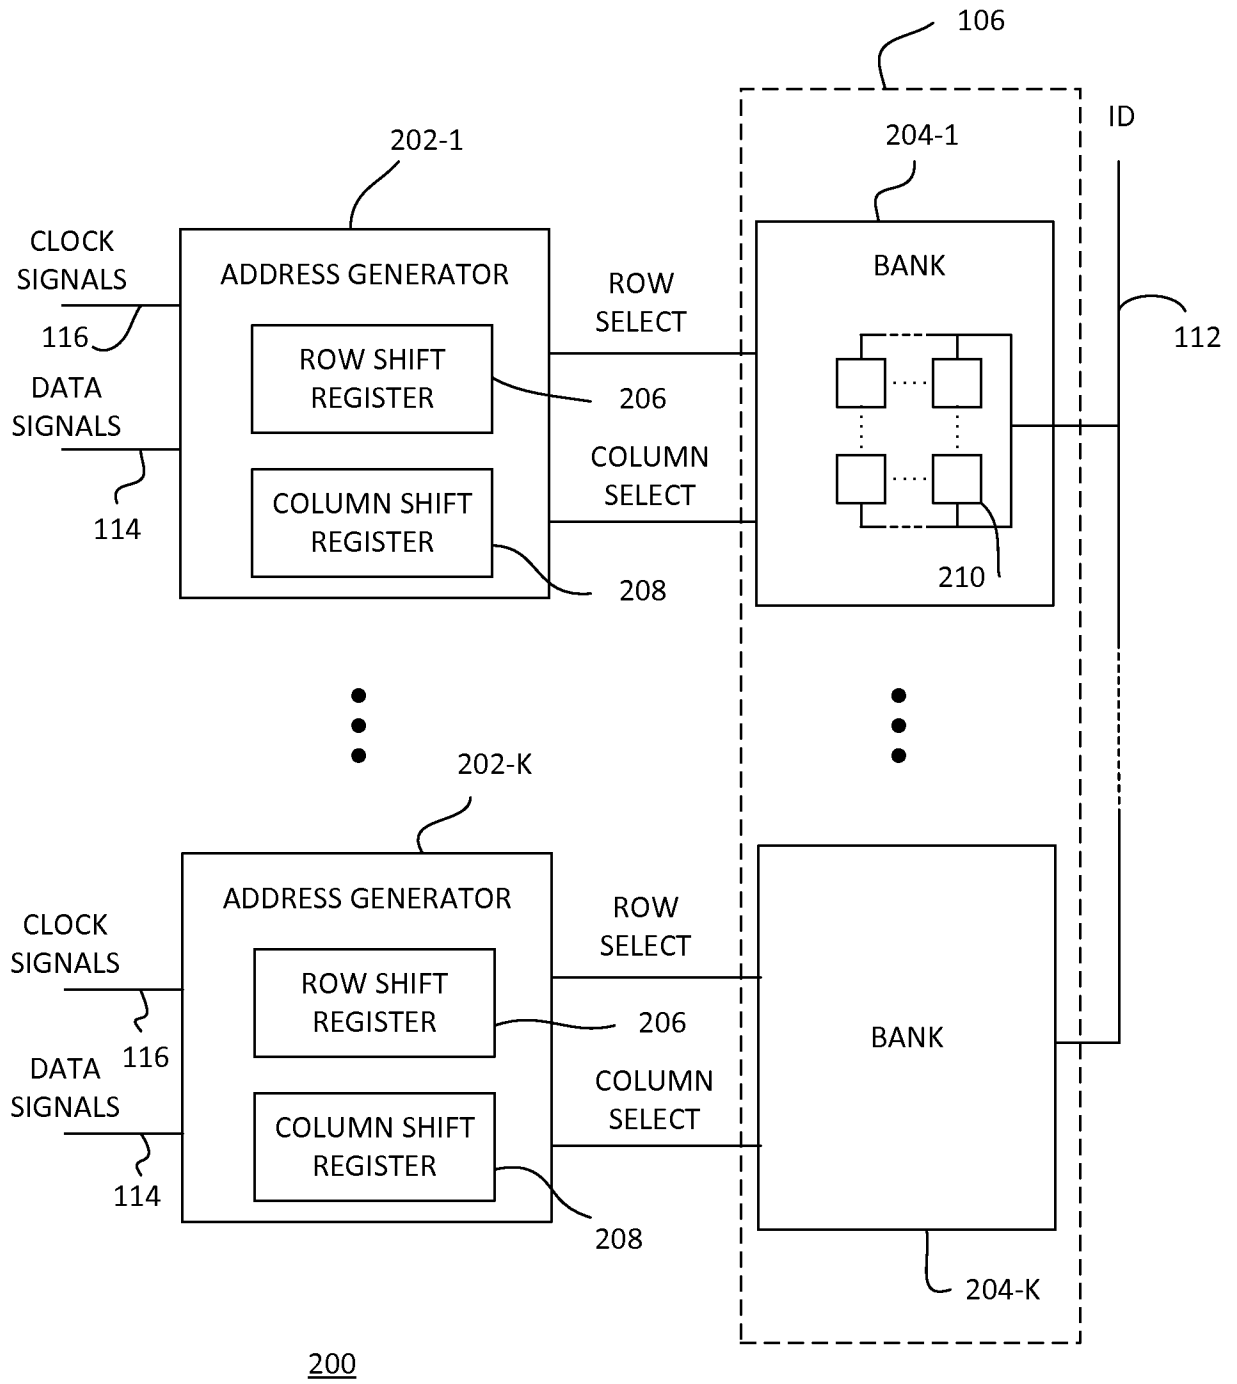 106
ID
202-1
204-1
CLOCK
SIGNALS
116
DATA
SIGNALS
114
ADDRESS GENERATOR
ROW SHIFT
REGISTER
206
COLUMN SHIFT
REGISTER
208
ROW
SELECT
COLUMN
SELECT
BANK
210
112
202-K
CLOCK
SIGNALS
116
DATA
SIGNALS
114
ADDRESS GENERATOR
ROW SHIFT
REGISTER
206
COLUMN SHIFT
REGISTER
208
ROW
SELECT
COLUMN
SELECT
BANK
204-K
200